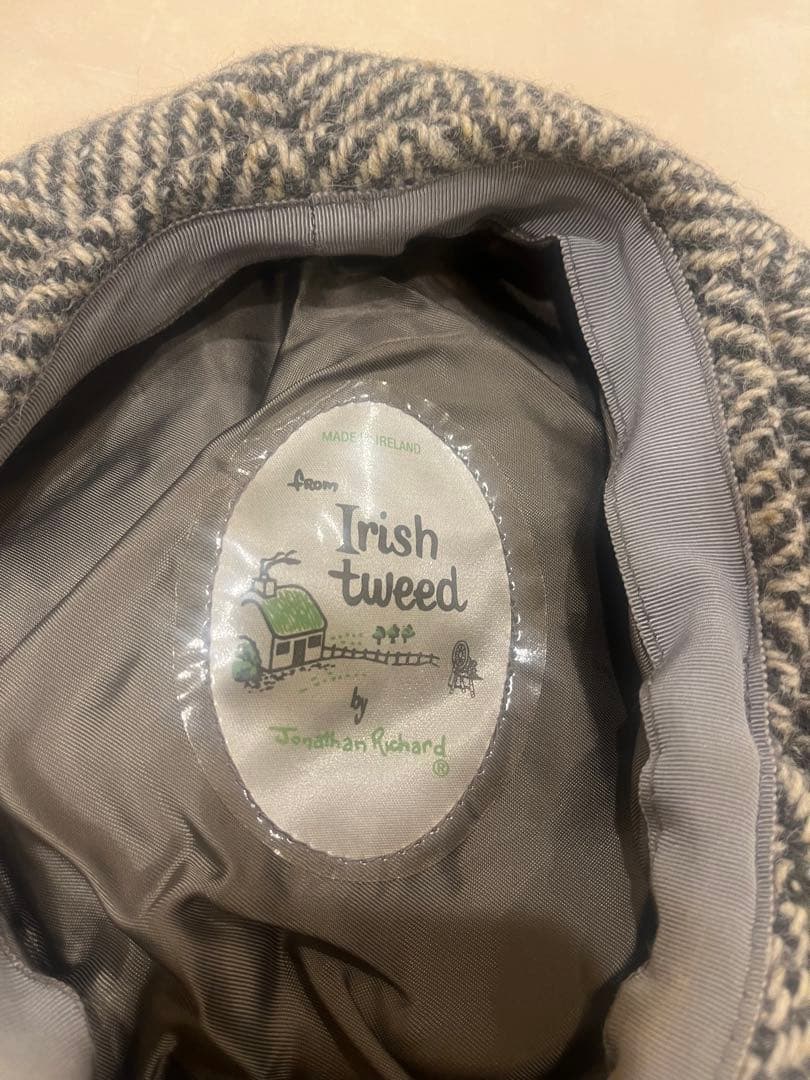 MADE IN IRELAND
from
Irish
tweed
by
Jonathan Richard
®